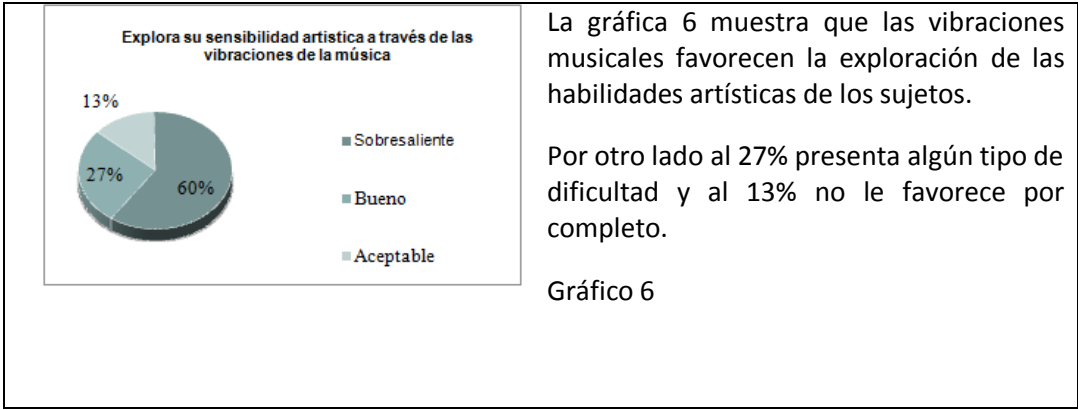 Explora su sensibilidad artistica a través de las
vibraciones de la música
13%
27%
60%
Sobresaliente
Bueno
Aceptable
La gráfica 6 muestra que las vibraciones
musicales favorecen la exploración de las
habilidades artísticas de los sujetos.
Por otro lado al 27% presenta algún tipo de
dificultad y al 13% no le favorece por
completo.
Gráfico 6